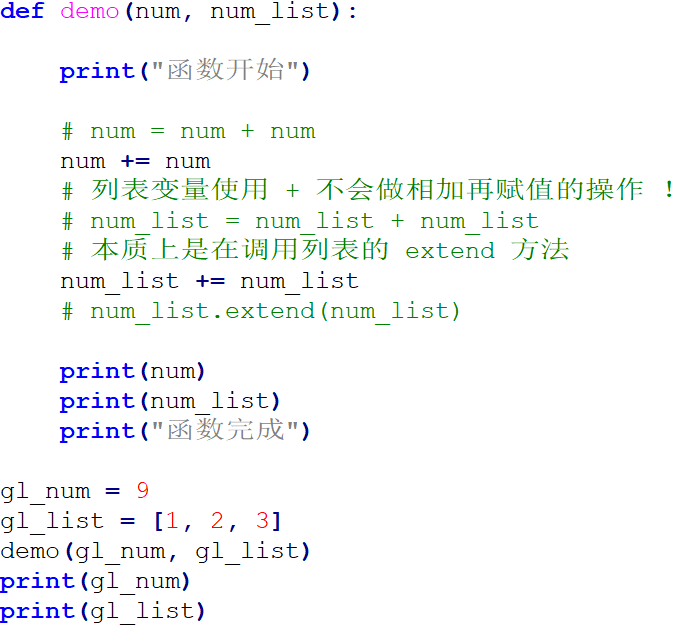 def demo(num, num_list):
    print("函数开始")
    # num = num + num
    num += num
    # 列表变量使用 + 不会做相加再赋值的操作 ！
    # num_list = num_list + num_list
    # 本质上是在调用列表的 extend 方法
    num_list += num_list
    # num_list.extend(num_list)
    print(num)
    print(num_list)
    print("函数完成")
gl_num = 9
gl_list = [1, 2, 3]
demo(gl_num, gl_list)
print(gl_num)
print(gl_list)